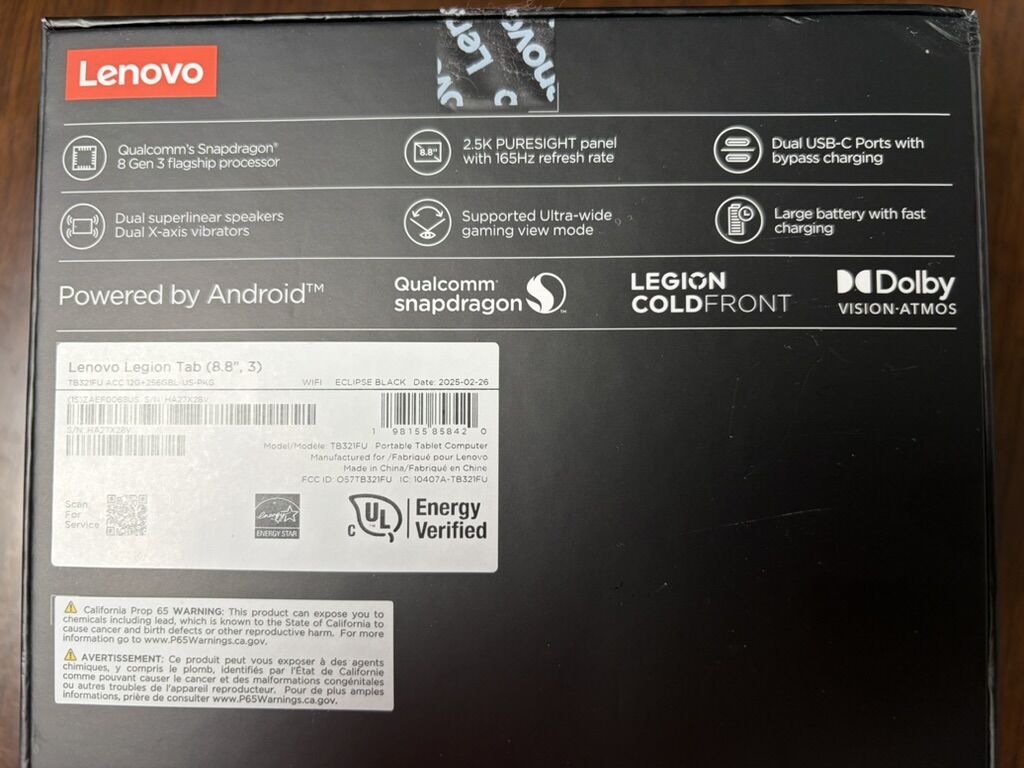 Lenovo
Lenovo
Qualcomm's Snapdragon®
8 Gen 3 flagship processor
8.8"
2.5K PURESIGHT panel
with 165Hz refresh rate
Dual USB-C Ports with
bypass charging
Dual superlinear speakers
Dual X-axis vibrators
Supported Ultra-wide
gaming view mode
Large battery with fast
charging
Powered by Android™
Qualcomm
snapdragon™
LEGION
COLDFRONT
Dolby
VISION·ATMOS
Lenovo Legion Tab (8.8", 3)
TB321FU ACC 12G+256GBL-US-PKG WIFI ECLIPSE BLACK Date: 2025-02-26
(1S)ZAEF0069US S/N HA27X28V
S/N: HA27X28V
1 98155 85842 0
Model/Modèle: TB321FU . Portable Tablet Computer
Manufactured for /Fabriqué pour Lenovo
Made in China/Fabriqué en Chine
FCC ID: O57TB321FU IC: 10407A-TB321FU
Scan
For
Service
energy
ENERGY STAR
C UL™
Energy
Verified
California Prop 65 WARNING: This product can expose you to
chemicals including lead, which is known to the State of California to
cause cancer and birth defects or other reproductive harm. For more
information go to www.P65Warnings.ca.gov.
AVERTISSEMENT: Ce produit peut vous exposer à des agents
chimiques, y compris le plomb, identifiés par l'État de Californie
comme pouvant causer le cancer et des malformations congénitales
ou autres troubles de l'appareil reproducteur. Pour de plus amples
informations, prière de consulter www.P65Warnings.ca.gov.